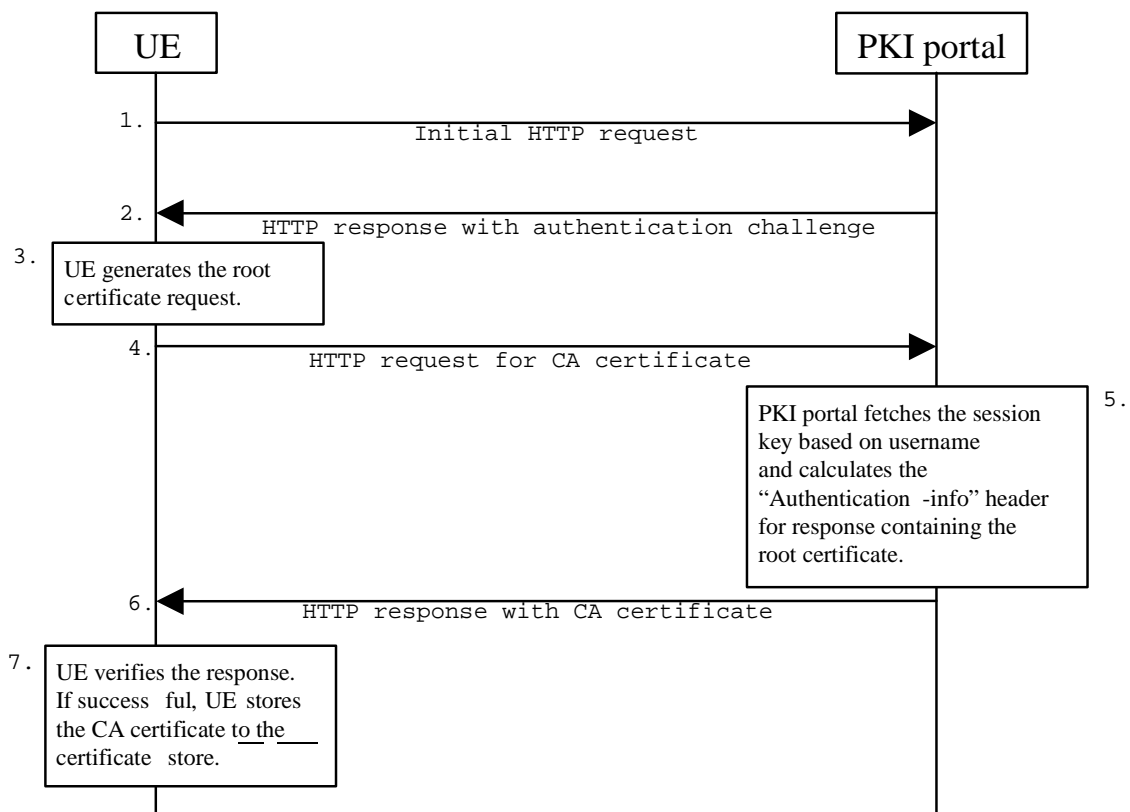 UE
PKI portal
1.
Initial HTTP request
2.
HTTP response with authentication challenge
3.
UE generates the root
certificate request.
4.
HTTP request for CA certificate
5.
PKI portal fetches the session
key based on username
and calculates the
“Authentication -info” header
for response containing the
root certificate.
6.
HTTP response with CA certificate
7.
UE verifies the response.
If success ful, UE stores
the CA certificate to the
certificate store.